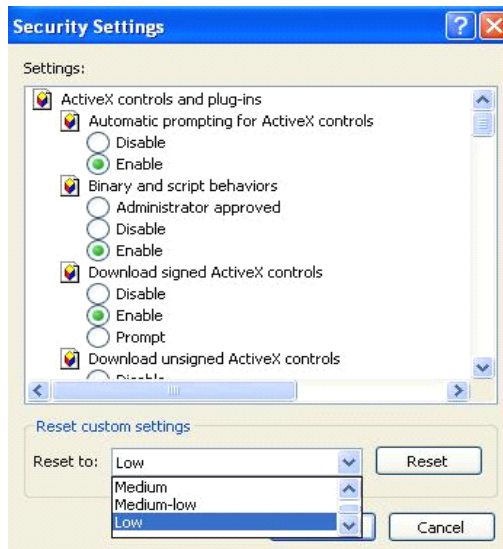 Security Settings
Settings:
ActiveX controls and plug-ins
Automatic prompting for ActiveX controls
Disable
Enable
Binary and script behaviors
Administrator approved
Disable
Enable
Download signed ActiveX controls
Disable
Enable
Prompt
Download unsigned ActiveX controls
Reset custom settings
Reset to: Low Reset
Medium
Medium-low
Low
Cancel